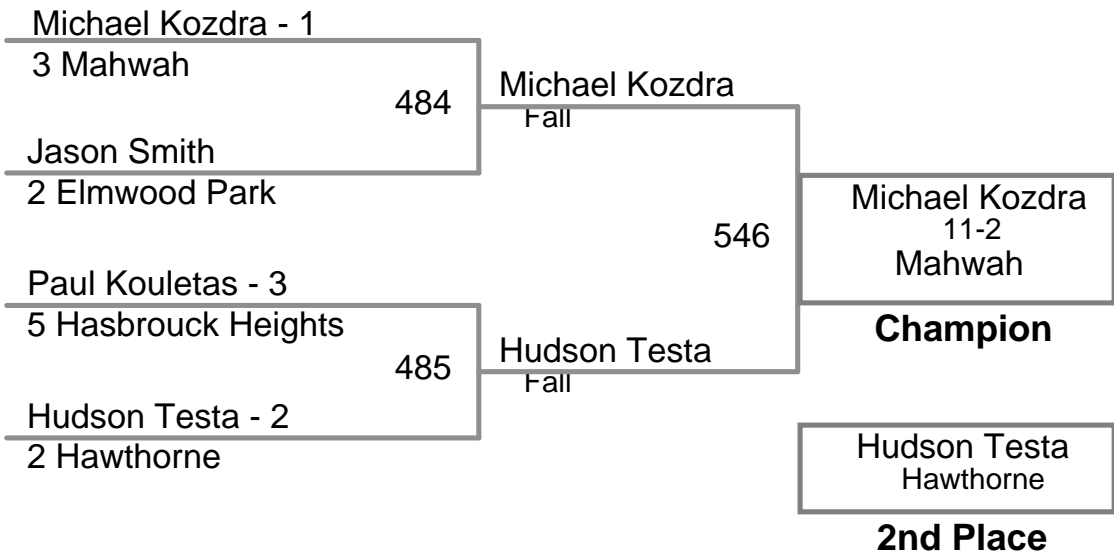 Michael Kozdra - 1
3 Mahwah
484
Jason Smith
2 Elmwood Park
Michael Kozdra
Fall
Paul Kouletas - 3
5 Hasbrouck Heights
485
Hudson Testa - 2
2 Hawthorne
Hudson Testa
Fall
546
Michael Kozdra
11-2
Mahwah
Champion
Hudson Testa
Hawthorne
2nd Place